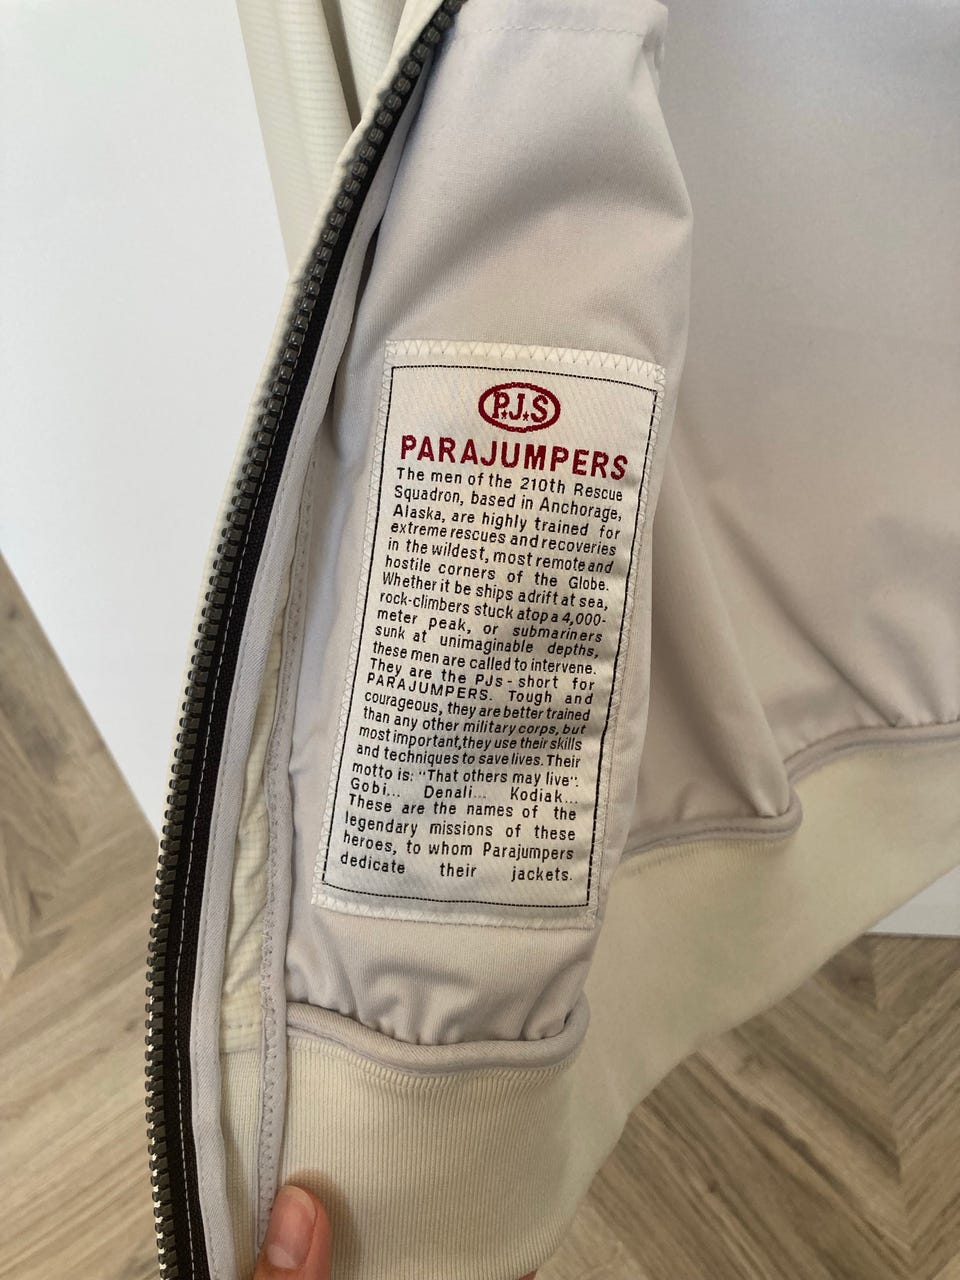 P.J.S
PARAJUMPERS
The men of the 210th Rescue
Squadron, based in Anchorage,
Alaska, are highly trained for
extreme rescues and recoveries
in the wildest, most remote and
hostile corners of the Globe.
Whether it be ships adrift at sea,
rock-climbers stuck atop a 4,000-
meter peak, or submariners
sunk at unimaginable depths,
these men are called to intervene.
They are the PJs - short for
PARAJUMPERS. Tough and
courageous, they are better trained
than any other military corps, but
most important, they use their skills
and techniques to save lives. Their
motto is: "That others may live".
Gobi... Denali... Kodiak...
These are the names of the
legendary missions of these
heroes, to whom Parajumpers
dedicate their jackets.